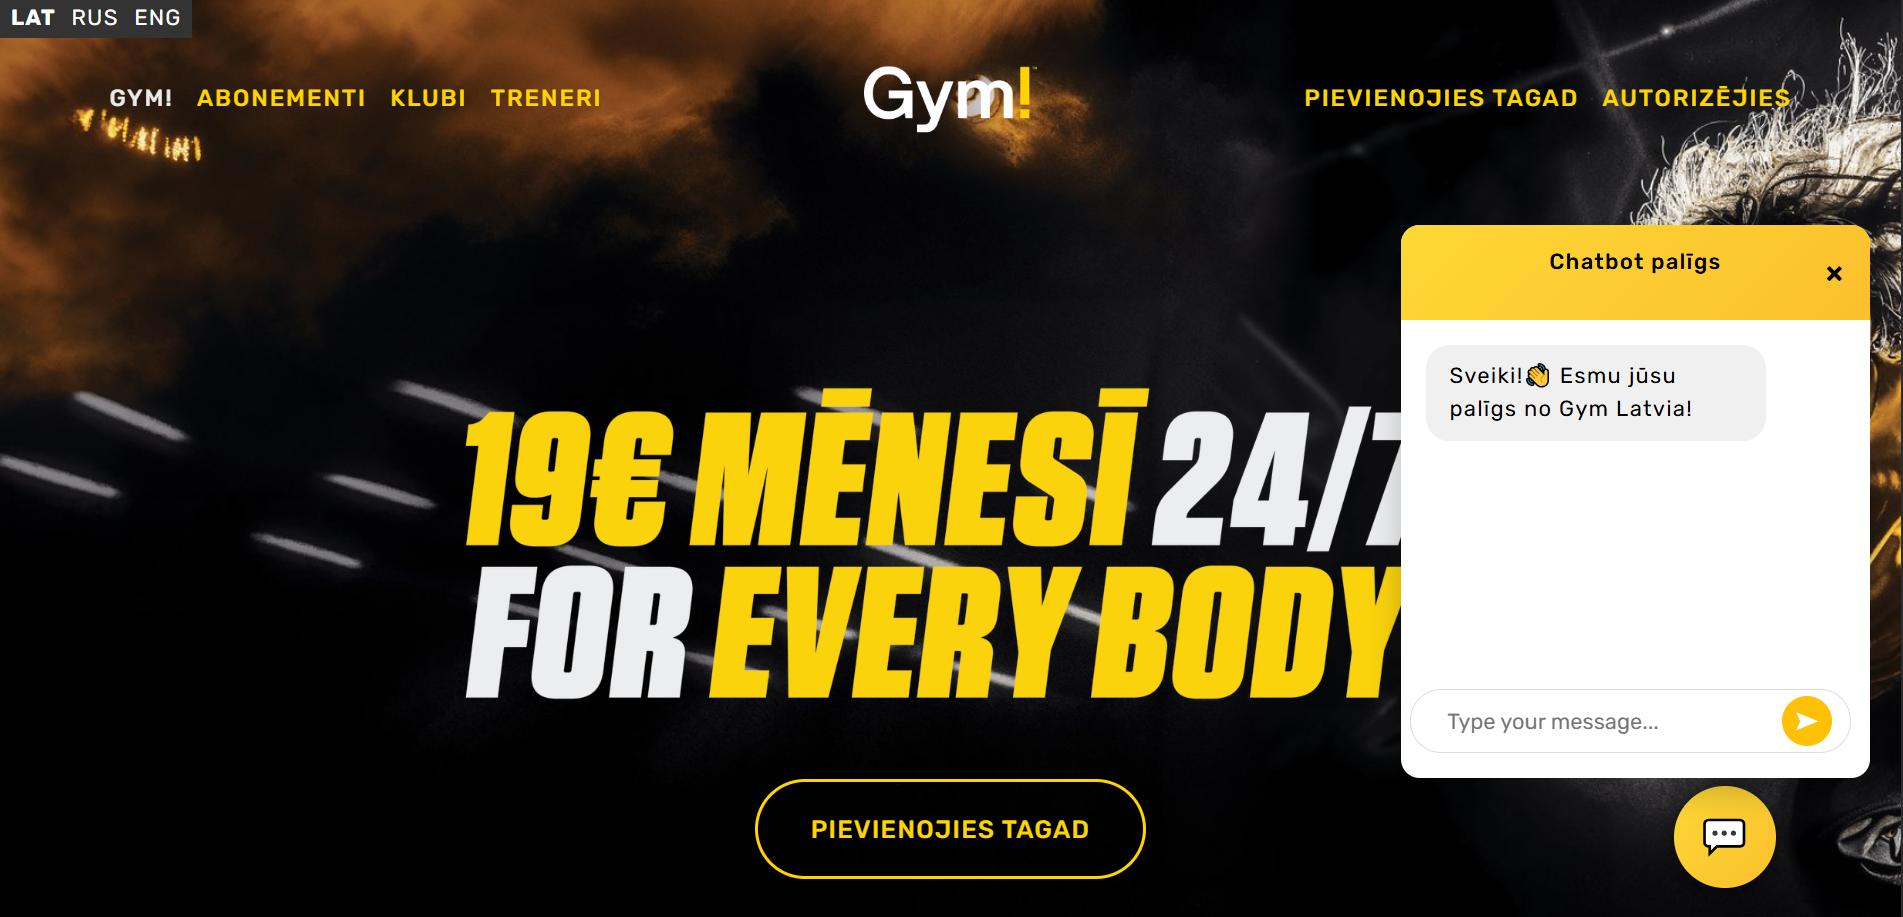 LAT RUS ENG
GYM! ABONEMENTI KLUBI TRENERI
Gym!
PIEVIENOJIES TAGAD AUTORIZĒJIES
19€ MĒNESĪ 24/7
FOR EVERY BODY
PIEVIENOJIES TAGAD
Chatbot palīgs
Sveiki!👏 Esmu jūsu
palīgs no Gym Latvia!
Type your message...